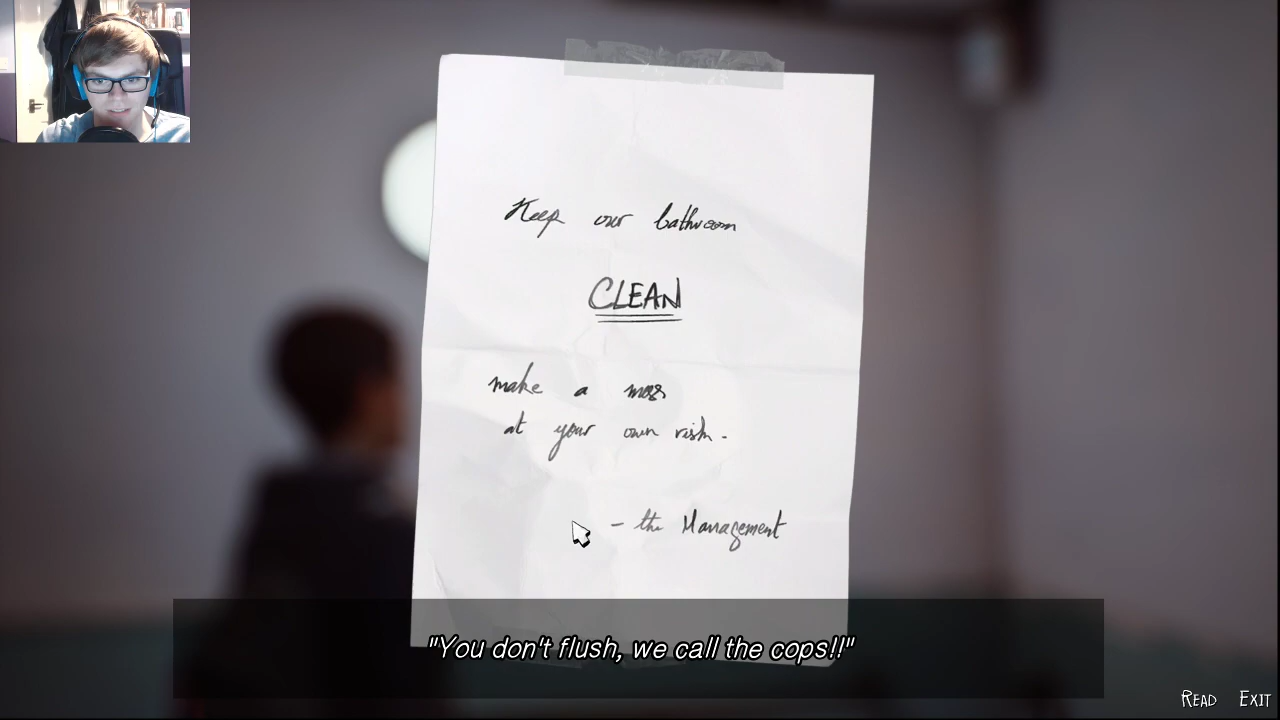 Keep our bathroom
CLEAN
make a mess
at your own risk.
- the Management
"You don't flush, we call the cops!!"
READ EXIT